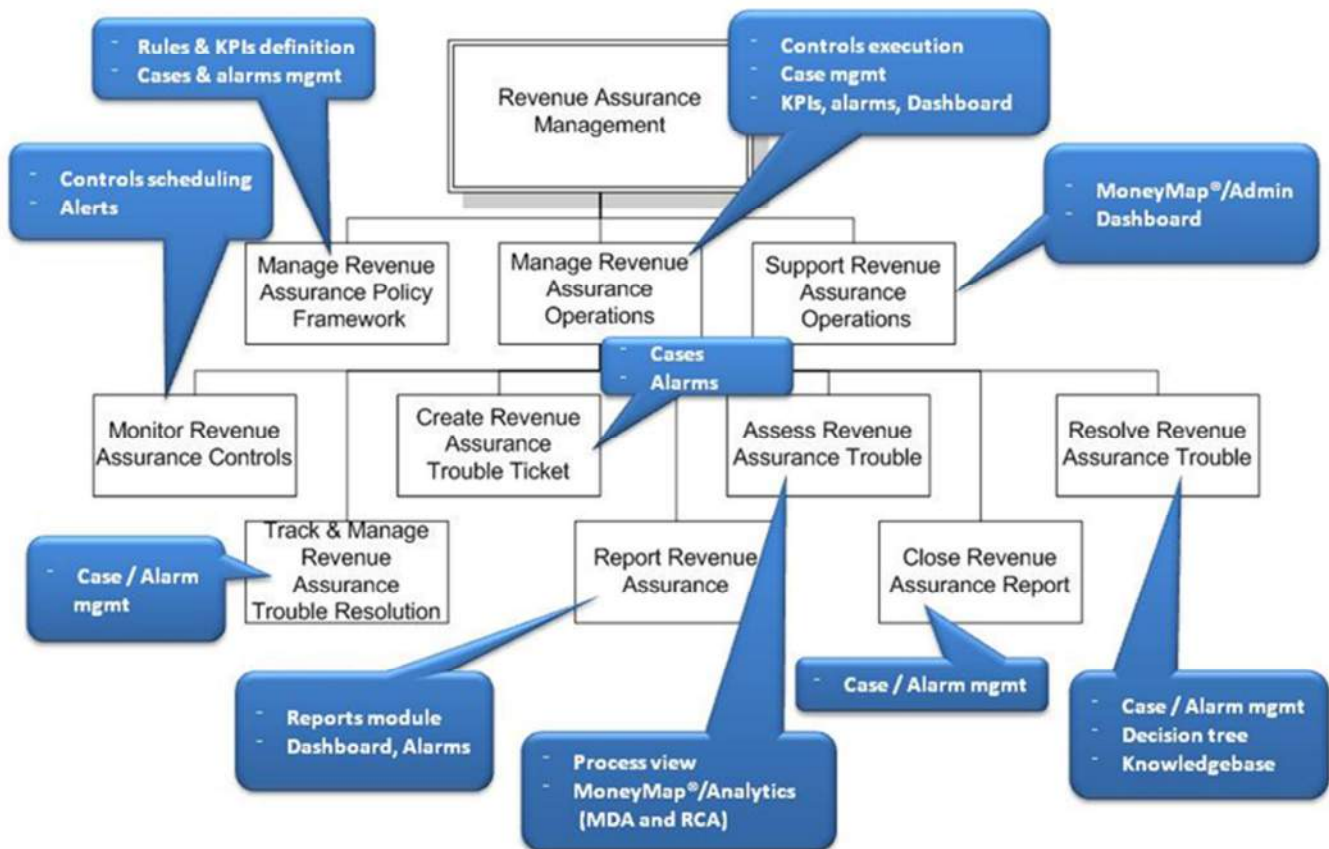 - Rules & KPIs definition
- Cases & alarms mgmt
Revenue Assurance
Management
- Controls execution
- Case mgmt
- KPIs, alarms, Dashboard
- Controls scheduling
- Alerts
- MoneyMap®/Admin
- Dashboard
Manage Revenue
Assurance Policy
Framework
Manage Revenue
Assurance
Operations
Support Revenue
Assurance
Operations
- Cases
- Alarms
Monitor Revenue
Assurance Controls
Create Revenue
Assurance
Trouble Ticket
Assess Revenue
Assurance Trouble
Resolve Revenue
Assurance Trouble
Track & Manage
Revenue
Assurance
Trouble Resolution
Report Revenue
Assurance
Close Revenue
Assurance Report
- Case / Alarm
mgmt
- Reports module
- Dashboard, Alarms
- Process view
- MoneyMap®/Analytics
(MDA and RCA)
- Case / Alarm mgmt
- Case / Alarm mgmt
- Decision tree
- Knowledgebase